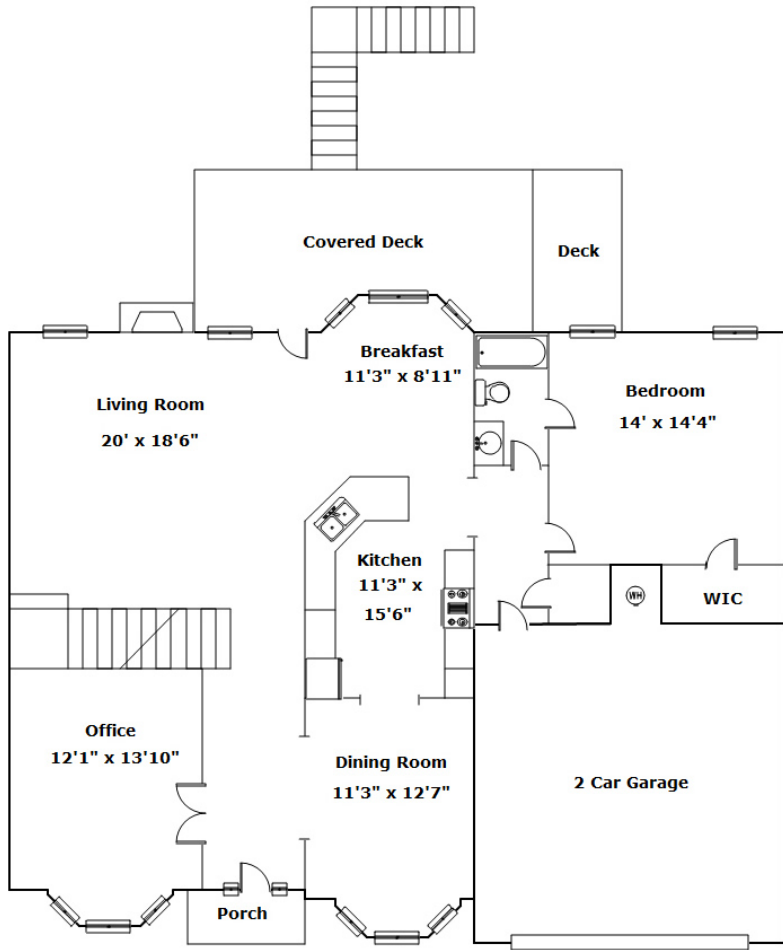 Covered Deck
Deck
Breakfast
11'3" x 8'11"
Living Room
20' x 18'6"
Bedroom
14' x 14'4"
Kitchen
11'3" x
15'6"
WH
WIC
Office
12'1" x 13'10"
Dining Room
11'3" x 12'7"
2 Car Garage
Porch